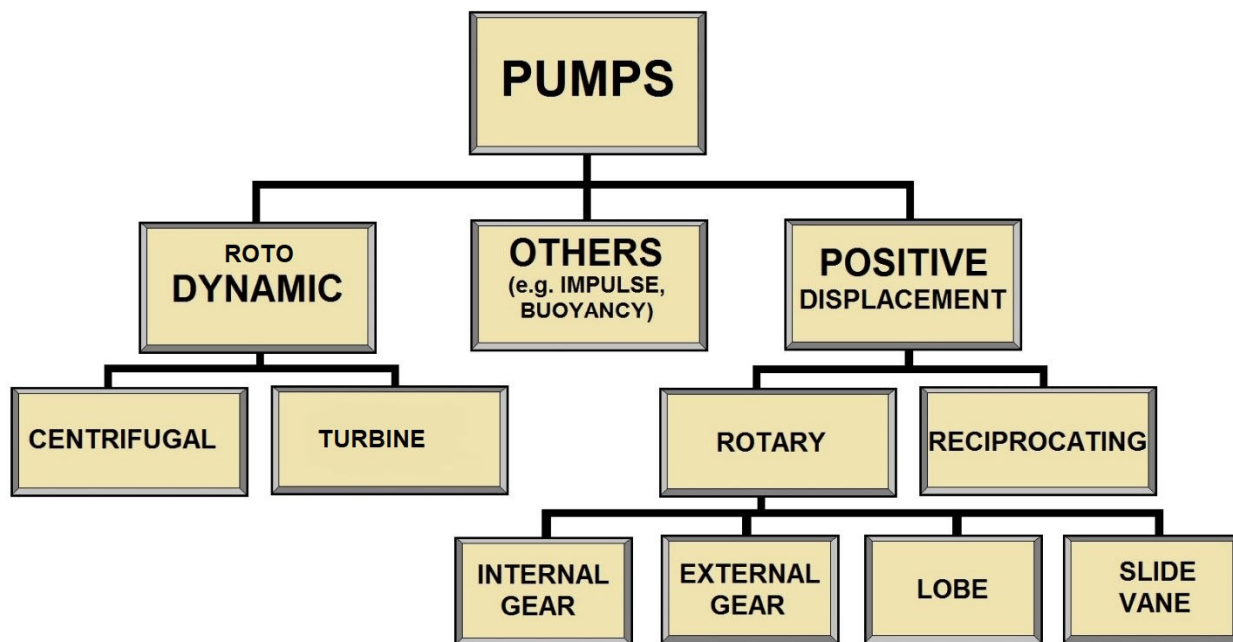 PUMPS
ROTO
DYNAMIC
OTHERS
(e.g. IMPULSE,
BUOYANCY)
POSITIVE
DISPLACEMENT
CENTRIFUGAL
TURBINE
ROTARY
RECIPROCATING
INTERNAL
GEAR
EXTERNAL
GEAR
LOBE
SLIDE
VANE